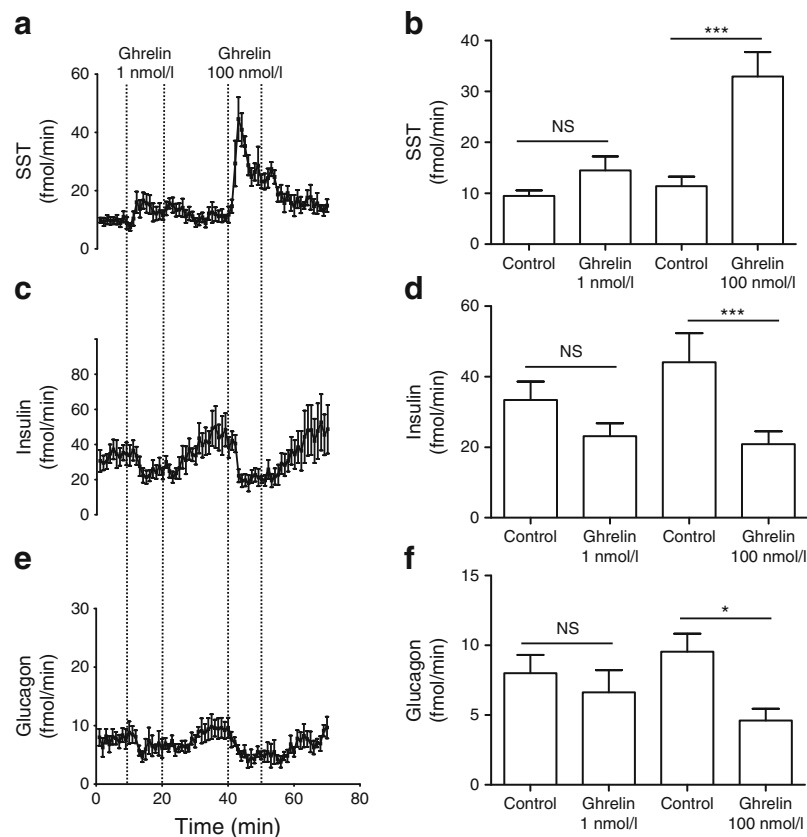 a
Ghrelin
1 nmol/l
Ghrelin
100 nmol/l
SST
(fmol/min)
60
40
20
0
b
SST
(fmol/min)
40
30
20
10
0
NS
***
Control
Ghrelin
1 nmol/l
Control
Ghrelin
100 nmol/l
c
Insulin
(fmol/min)
100
80
60
40
20
0
d
Insulin
(fmol/min)
60
40
20
0
NS
***
Control
Ghrelin
1 nmol/l
Control
Ghrelin
100 nmol/l
e
Glucagon
(fmol/min)
30
20
10
0
0
20
40
60
80
Time (min)
f
Glucagon
(fmol/min)
15
10
5
0
NS
*
Control
Ghrelin
1 nmol/l
Control
Ghrelin
100 nmol/l